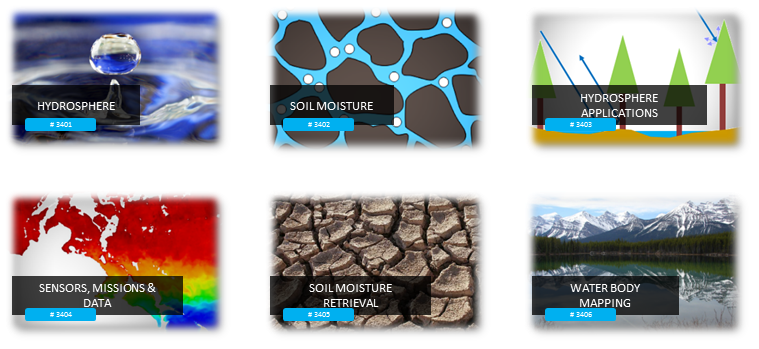 HYDROSPHERE
# 3401
SOIL MOISTURE
# 3402
HYDROSPHERE
APPLICATIONS
# 3403
SENSORS, MISSIONS &
DATA
# 3404
SOIL MOISTURE
RETRIEVAL
# 3405
WATER BODY
MAPPING
# 3406